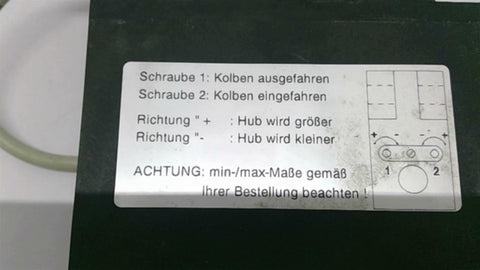 Schraube 1: Kolben ausgefahren
Schraube 2: Kolben eingefahren
Richtung " + : Hub wird größer
Richtung "- : Hub wird kleiner
ACHTUNG: min-/max-Maße gemäß
Ihrer Bestellung beachten !
+ - - +
1 2